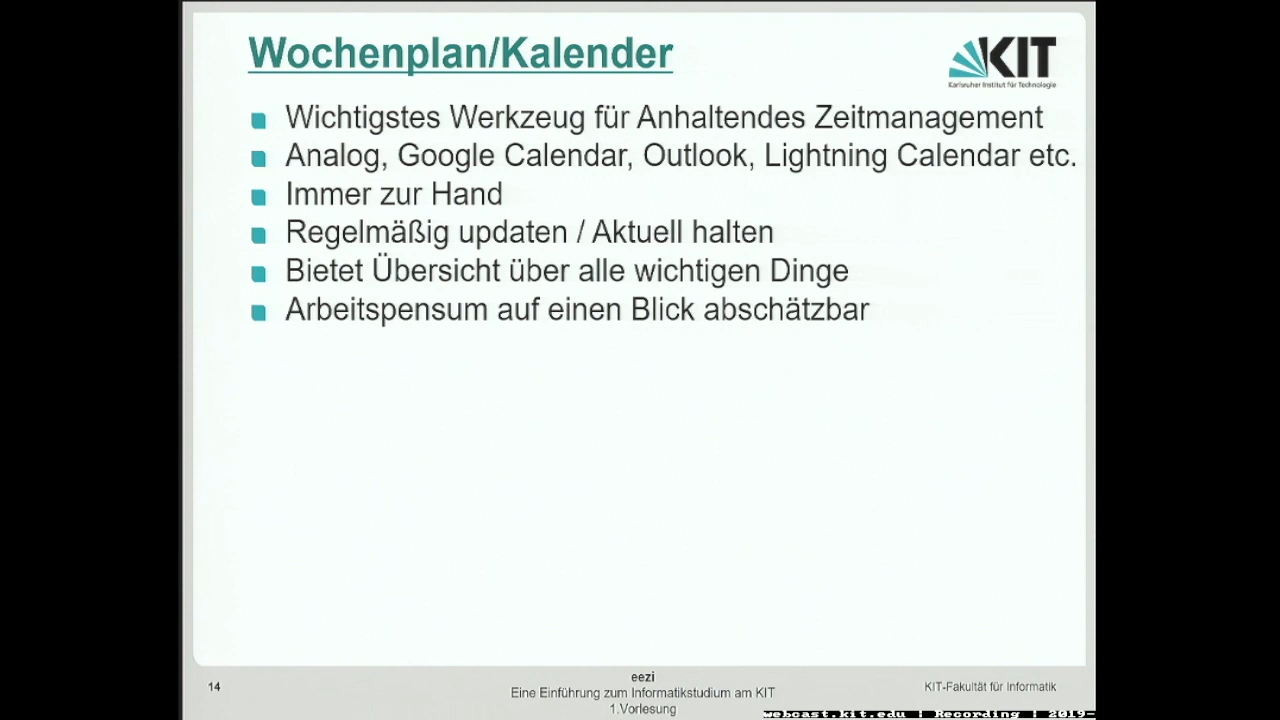 Wochenplan/Kalender
KIT
Karlsruher Institut für Technologie
Wichtigstes Werkzeug für Anhaltendes Zeitmanagement
Analog, Google Calendar, Outlook, Lightning Calendar etc.
Immer zur Hand
Regelmäßig updaten / Aktuell halten
Bietet Übersicht über alle wichtigen Dinge
Arbeitspensum auf einen Blick abschätzbar
14
eezi
Eine Einführung zum Informatikstudium am KIT
1.Vorlesung
KIT-Fakultät für Informatik
webcast.kit.edu | Recording | 2019-